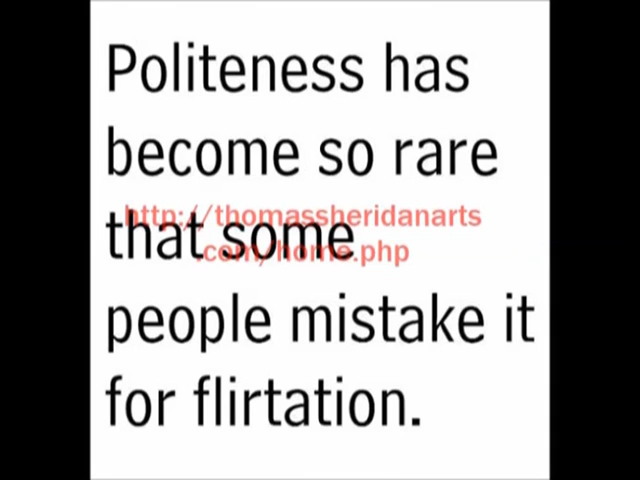 Politeness has
become so rare
http://thomassheridanarts
that some
.com/home.php
people mistake it
for flirtation.